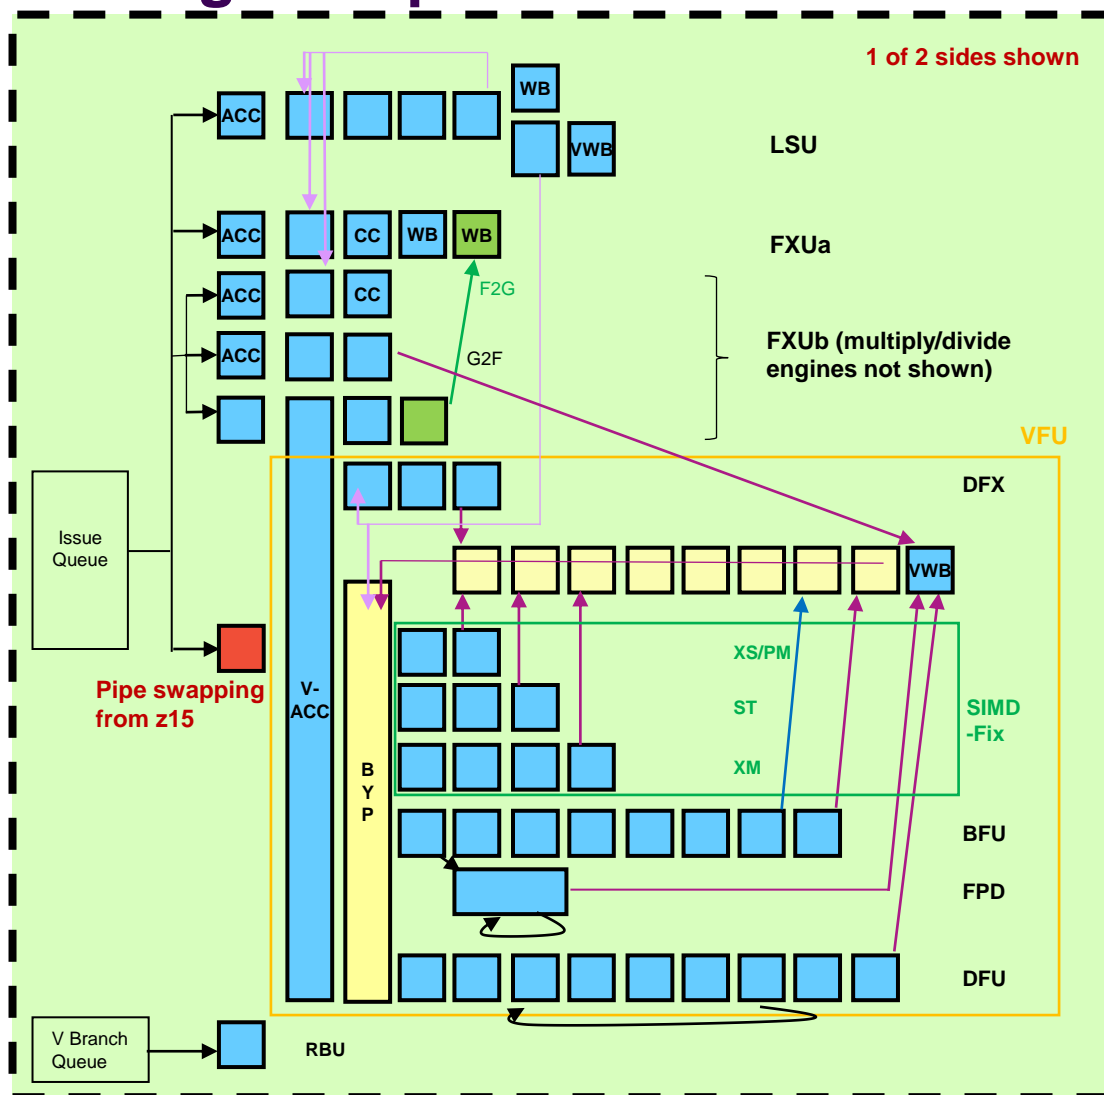 1 of 2 sides shown
WB
ACC
LSU
VWB
ACC
CC
WB
WB
FXUa
F2G
ACC
CC
ACC
G2F
FXUb (multiply/divide
engines not shown)
VFU
DFX
Issue
Queue
VWB
XS/PM
Pipe swapping
from z15
V-
ACC
ST
SIMD
-Fix
XM
B
Y
P
BFU
FPD
DFU
V Branch
Queue
RBU